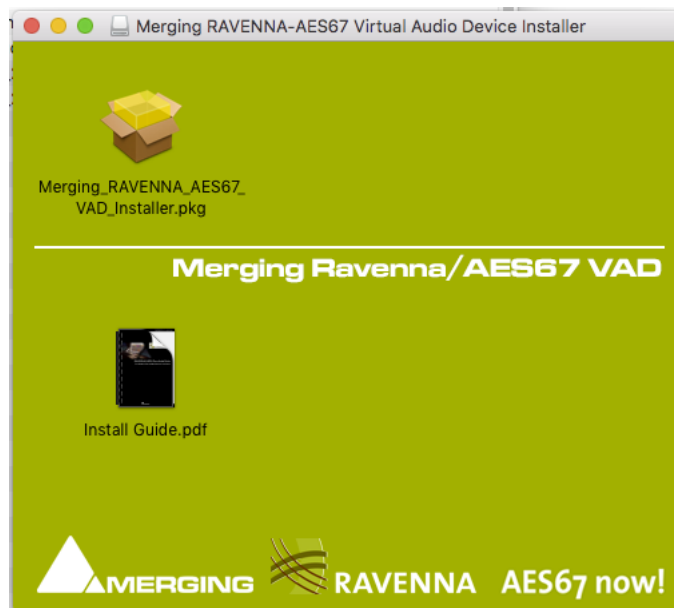 Merging RAVENNA-AES67 Virtual Audio Device Installer
Merging_RAVENNA_AES67_
VAD_Installer.pkg
Merging Ravenna/AES67 VAD
Install Guide.pdf
MERGING RAVENNA AES67 now!